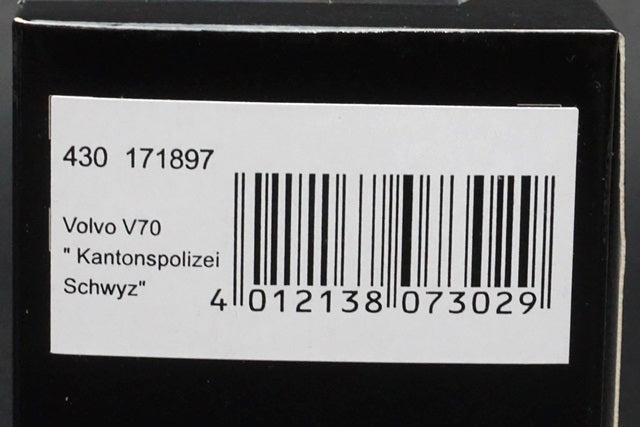 430 171897
Volvo V70
" Kantonspolizei
Schwyz"
4 012138 073029